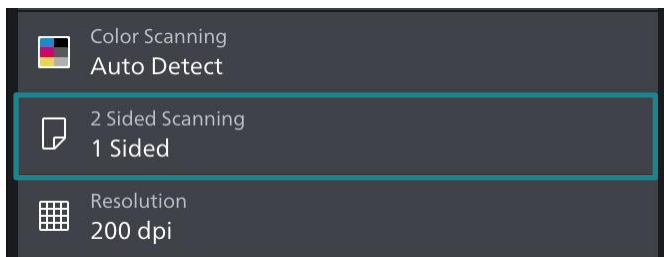 Color Scanning
Auto Detect
2 Sided Scanning
1 Sided
Resolution
200 dpi